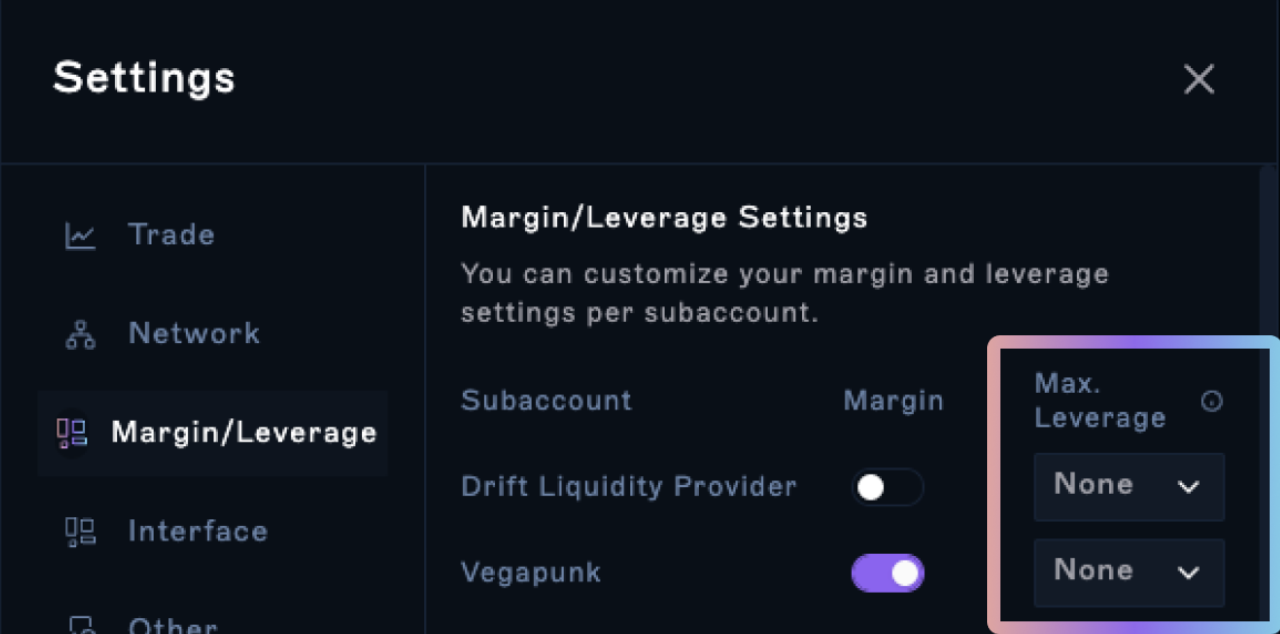 Settings
Trade
Network
Margin/Leverage
Interface
Other
Margin/Leverage Settings
You can customize your margin and leverage
settings per subaccount.
Subaccount Margin Max. Leverage
Drift Liquidity Provider None
Vegapunk None